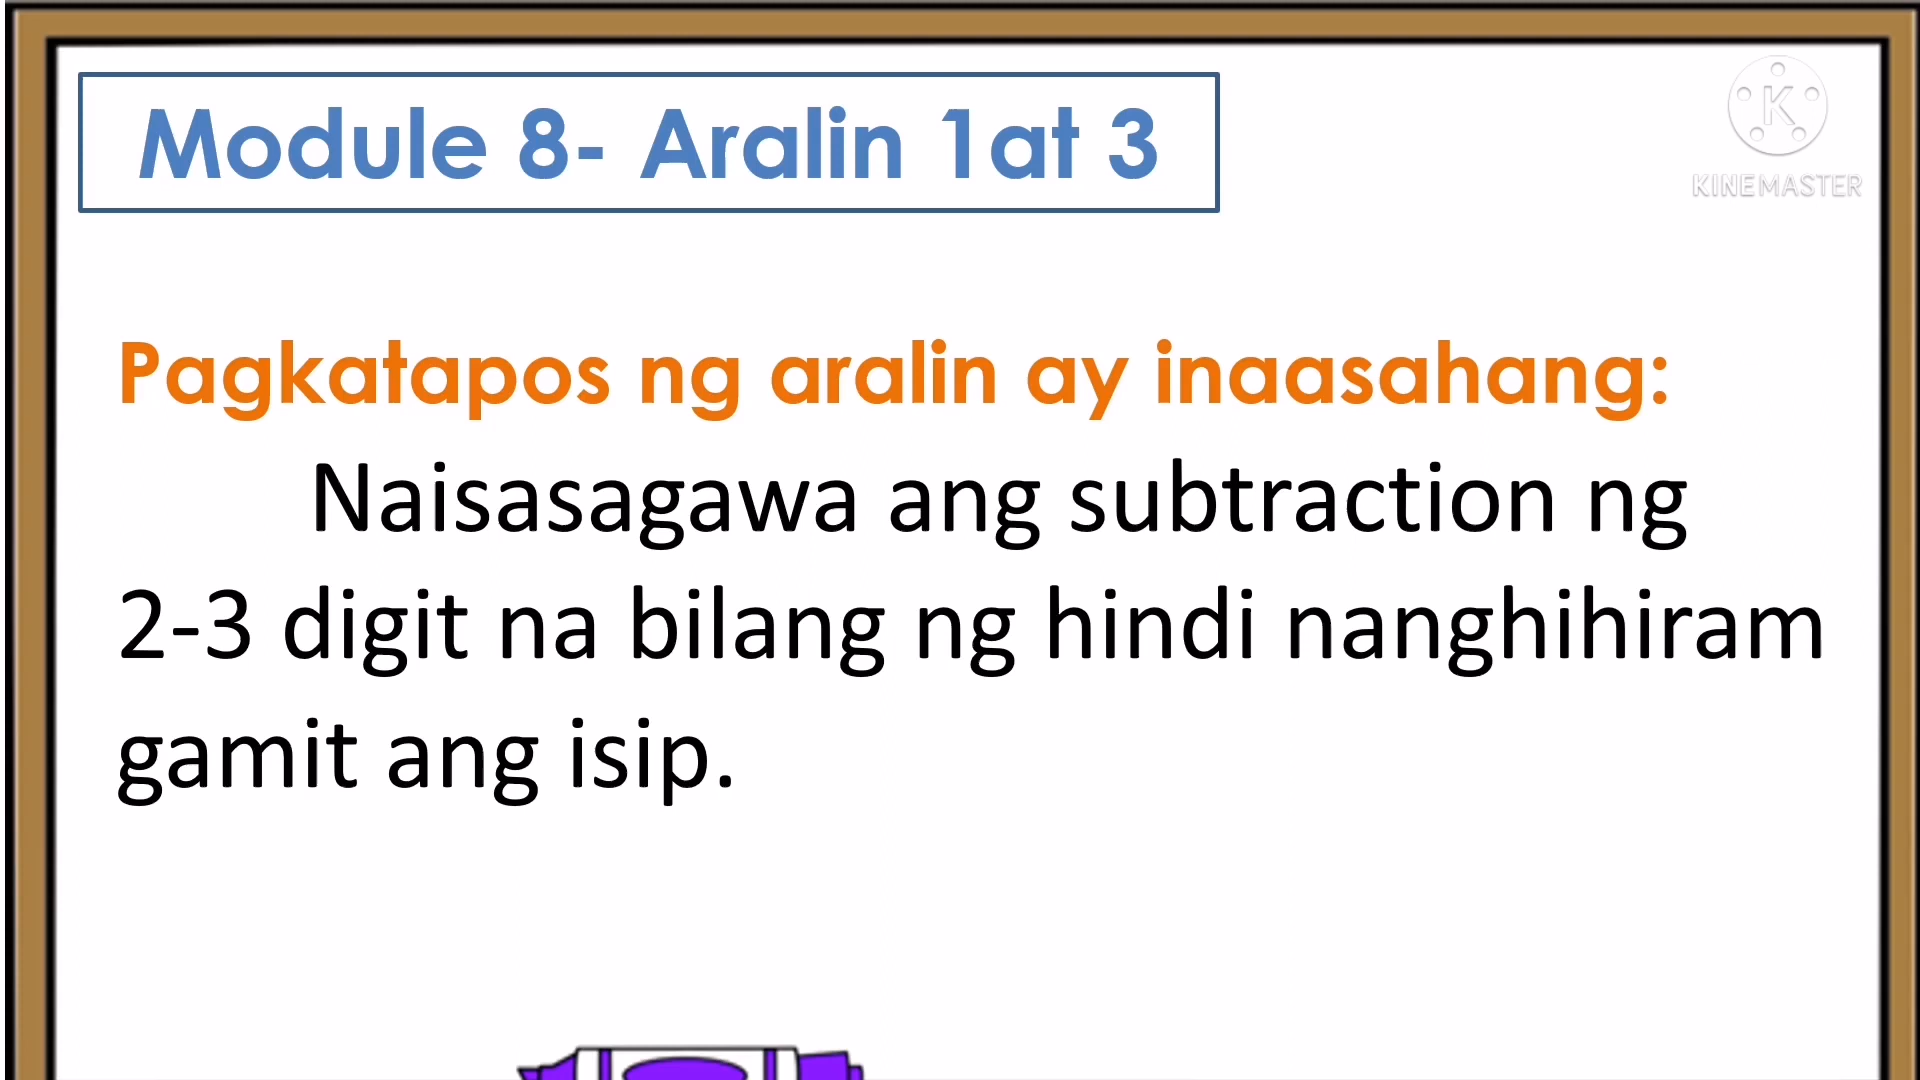 Module 8- Aralin 1at 3
K
KINEMASTER
Pagkatapos ng aralin ay inaasahang:
Naisasagawa ang subtraction ng
2-3 digit na bilang ng hindi nanghihiram
gamit ang isip.